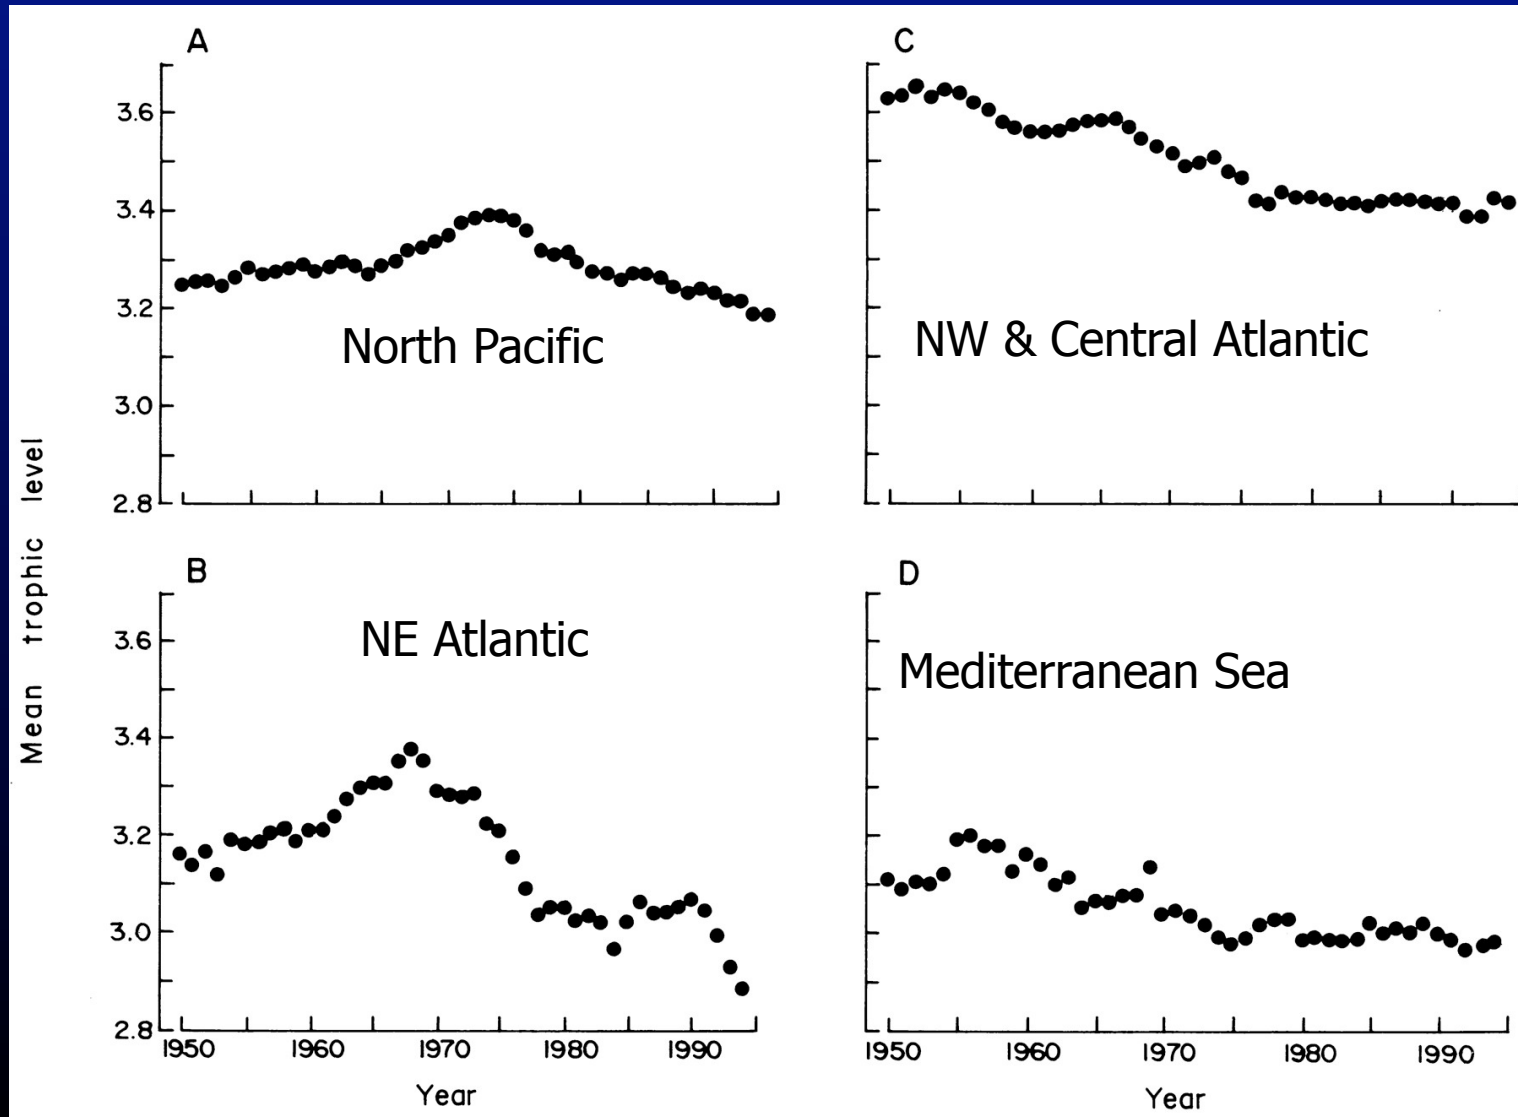 A
3.6
3.4
3.2
3.0
2.8
North Pacific
C
NW & Central Atlantic
Mean trophic level
B
3.6
3.4
3.2
3.0
2.8
NE Atlantic
1950 1960 1970 1980 1990
Year
D
Mediterranean Sea
1950 1960 1970 1980 1990
Year